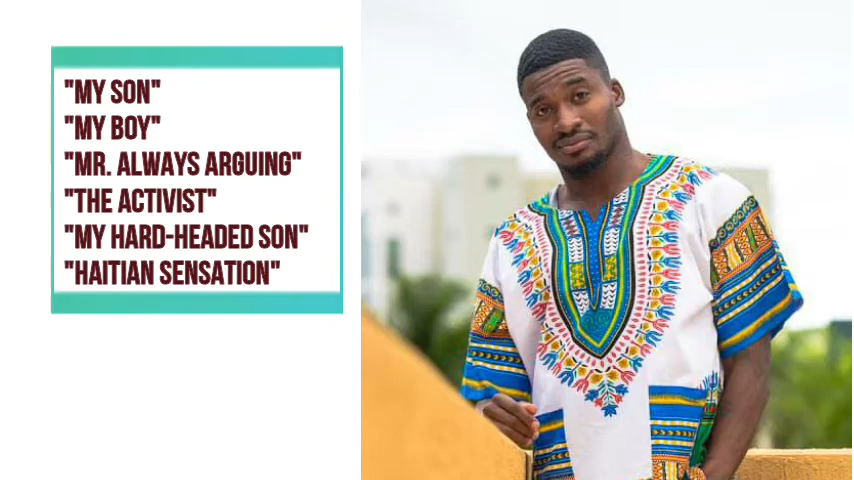 "MY SON"
"MY BOY"
"MR. ALWAYS ARGUING"
"THE ACTIVIST"
"MY HARD-HEADED SON"
"HAITIAN SENSATION"